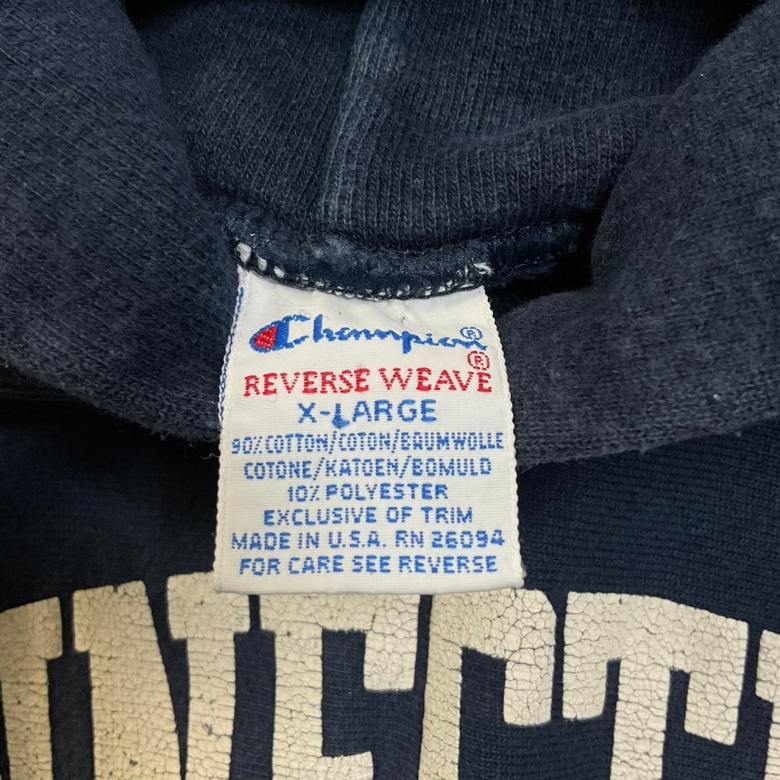 Champion®
REVERSE WEAVE®
X-LARGE
90% COTTON/COTON/BAUMWOLLE
COTONE/KATOEN/BOMULD
10% POLYESTER
EXCLUSIVE OF TRIM
MADE IN U.S.A. RN 26094
FOR CARE SEE REVERSE
NNECTI